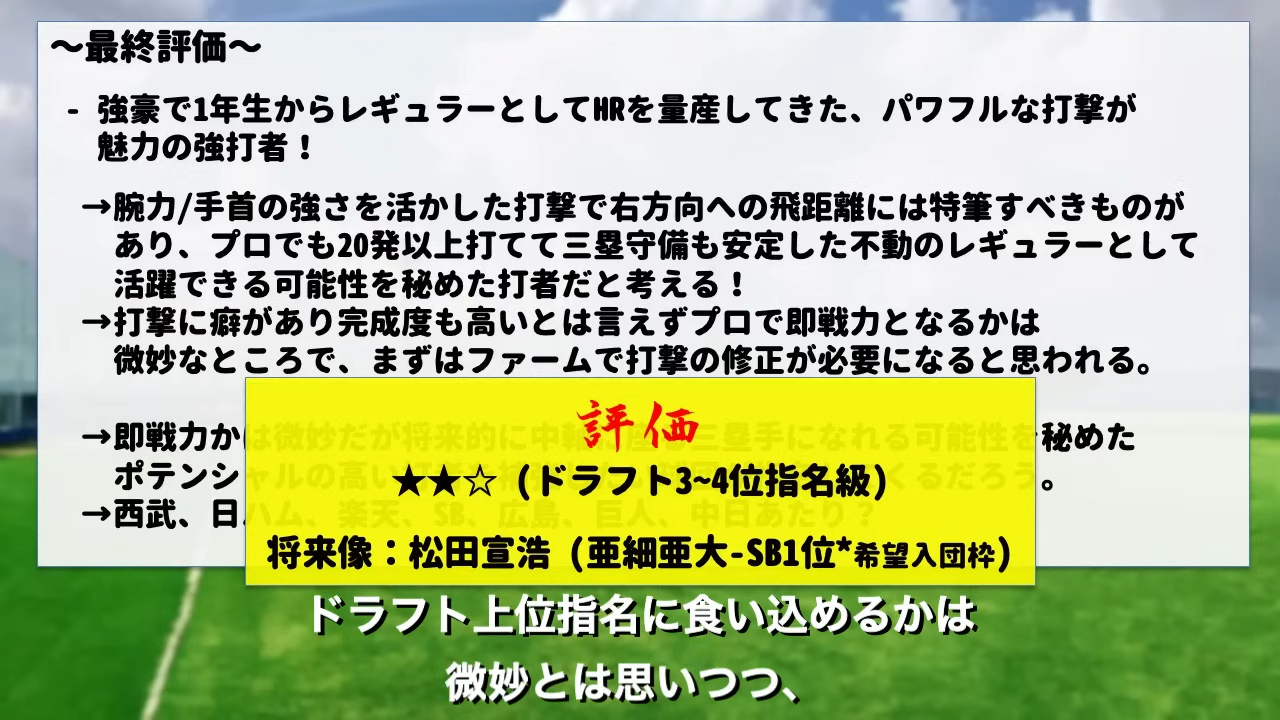 ～最終評価～
- 強豪で1年生からレギュラーとしてHRを量産してきた、パワフルな打撃が
魅力の強打者！
→腕力/手首の強さを活かした打撃で右方向への飛距離には特筆すべきものが
あり、プロでも20発以上打てて三塁守備も安定した不動のレギュラーとして
活躍できる可能性を秘めた打者だと考える！
→打撃に癖があり完成度も高いとは言えずプロで即戦力となるかは
微妙なところで、まずはファームで打撃の修正が必要になると思われる。
→即戦力かは微妙だが将来的に中軸 三塁手になれる可能性を秘めた
ポテンシャルの高い くるだろう。
→西武、日ハム、楽天、SB、広島、巨人、中日あたり？
評価
★★☆（ドラフト3~4位指名級）
将来像：松田宣浩（亜細亜大-SB1位*希望入団枠）
ドラフト上位指名に食い込めるかは
微妙とは思いつつ、